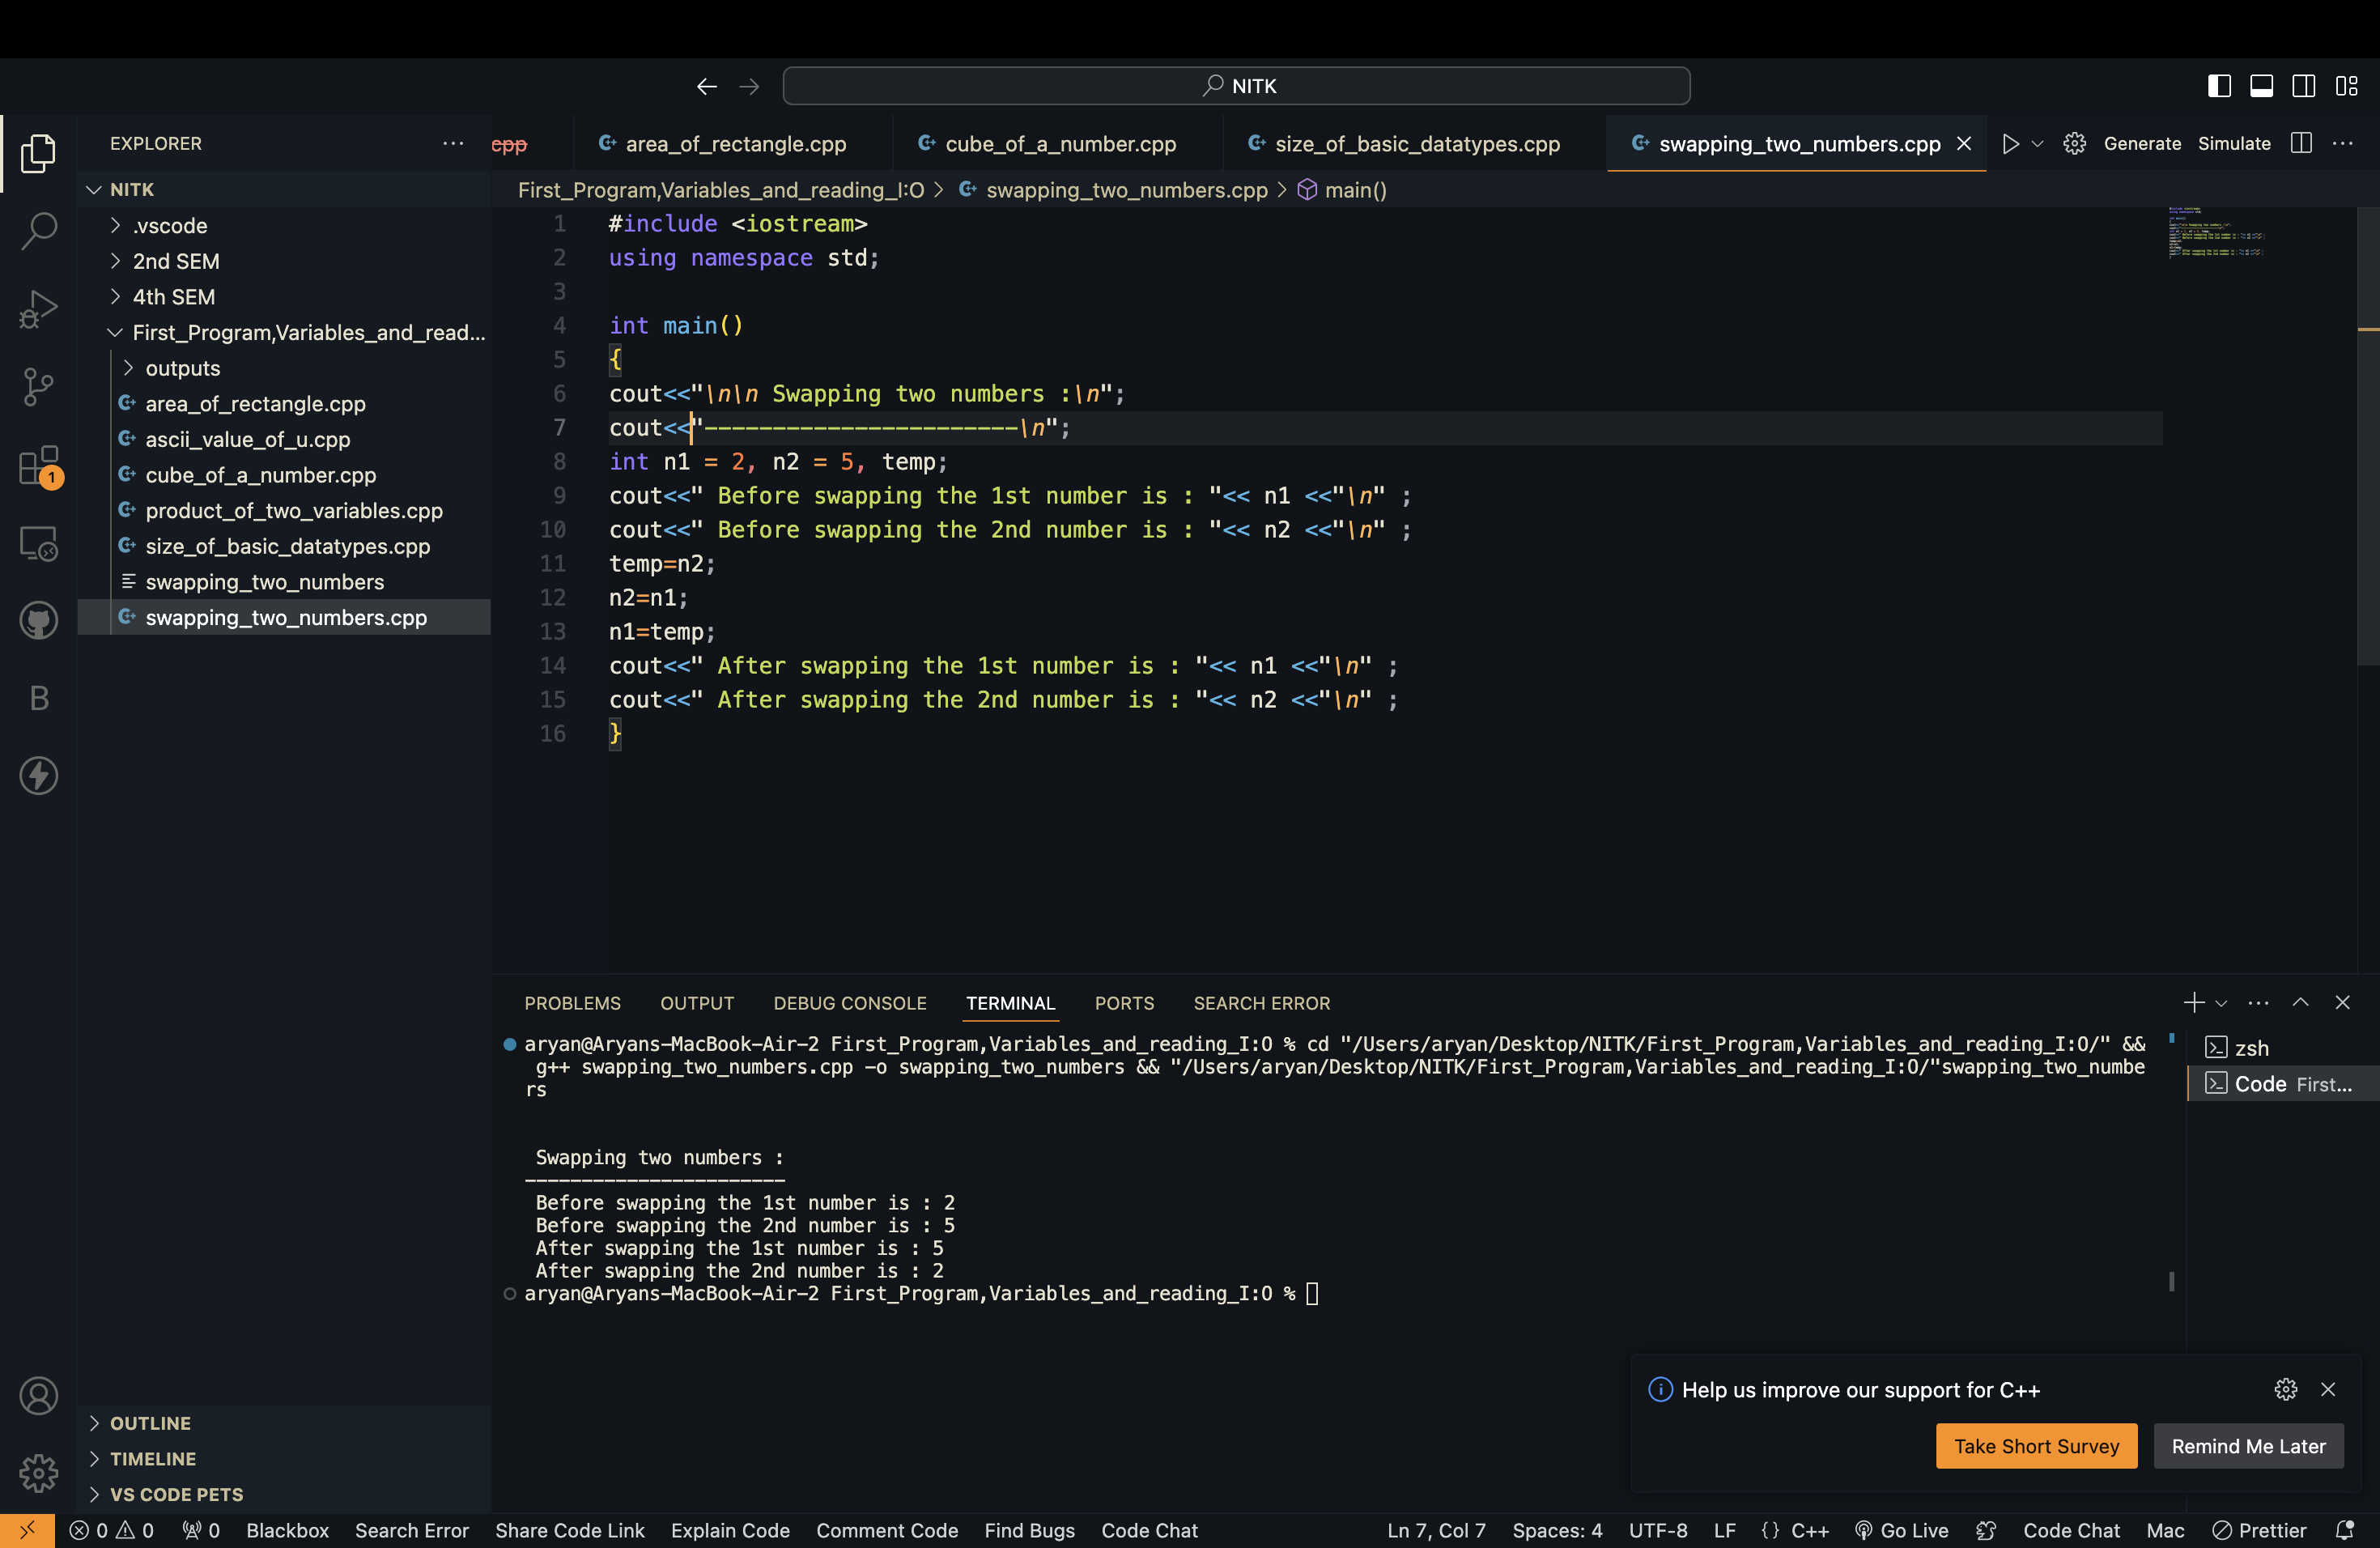 NITK
EXPLORER
cpp
area_of_rectangle.cpp
cube_of_a_number.cpp
size_of_basic_datatypes.cpp
swapping_two_numbers.cpp
Generate
Simulate
NITK
.vscode
2nd SEM
4th SEM
First_Program,Variables_and_read...
outputs
area_of_rectangle.cpp
ascii_value_of_u.cpp
cube_of_a_number.cpp
product_of_two_variables.cpp
size_of_basic_datatypes.cpp
swapping_two_numbers
swapping_two_numbers.cpp
1
B
OUTLINE
TIMELINE
VS CODE PETS
First_Program,Variables_and_reading_I:O > swapping_two_numbers.cpp > main()
1 #include <iostream>
2 using namespace std;
3
4 int main()
5 {
6 cout<<"\n\n Swapping two numbers :\n";
7 cout<<"-----------------------\n";
8 int n1 = 2, n2 = 5, temp;
9 cout<<" Before swapping the 1st number is : "<< n1 <<"\n" ;
10 cout<<" Before swapping the 2nd number is : "<< n2 <<"\n" ;
11 temp=n2;
12 n2=n1;
13 n1=temp;
14 cout<<" After swapping the 1st number is : "<< n1 <<"\n" ;
15 cout<<" After swapping the 2nd number is : "<< n2 <<"\n" ;
16 }
PROBLEMS OUTPUT DEBUG CONSOLE TERMINAL PORTS SEARCH ERROR
aryan@Aryans-MacBook-Air-2 First_Program,Variables_and_reading_I:O % cd "/Users/aryan/Desktop/NITK/First_Program,Variables_and_reading_I:O/" &&
g++ swapping_two_numbers.cpp -o swapping_two_numbers && "/Users/aryan/Desktop/NITK/First_Program,Variables_and_reading_I:O/"swapping_two_numbe
rs
Swapping two numbers :
-----------------------
Before swapping the 1st number is : 2
Before swapping the 2nd number is : 5
After swapping the 1st number is : 5
After swapping the 2nd number is : 2
aryan@Aryans-MacBook-Air-2 First_Program,Variables_and_reading_I:O %
zsh
Code First...
Help us improve our support for C++
Take Short Survey
Remind Me Later
0 0 0 Blackbox Search Error Share Code Link Explain Code Comment Code Find Bugs Code Chat Ln 7, Col 7 Spaces: 4 UTF-8 LF {} C++ Go Live Code Chat Mac Prettier